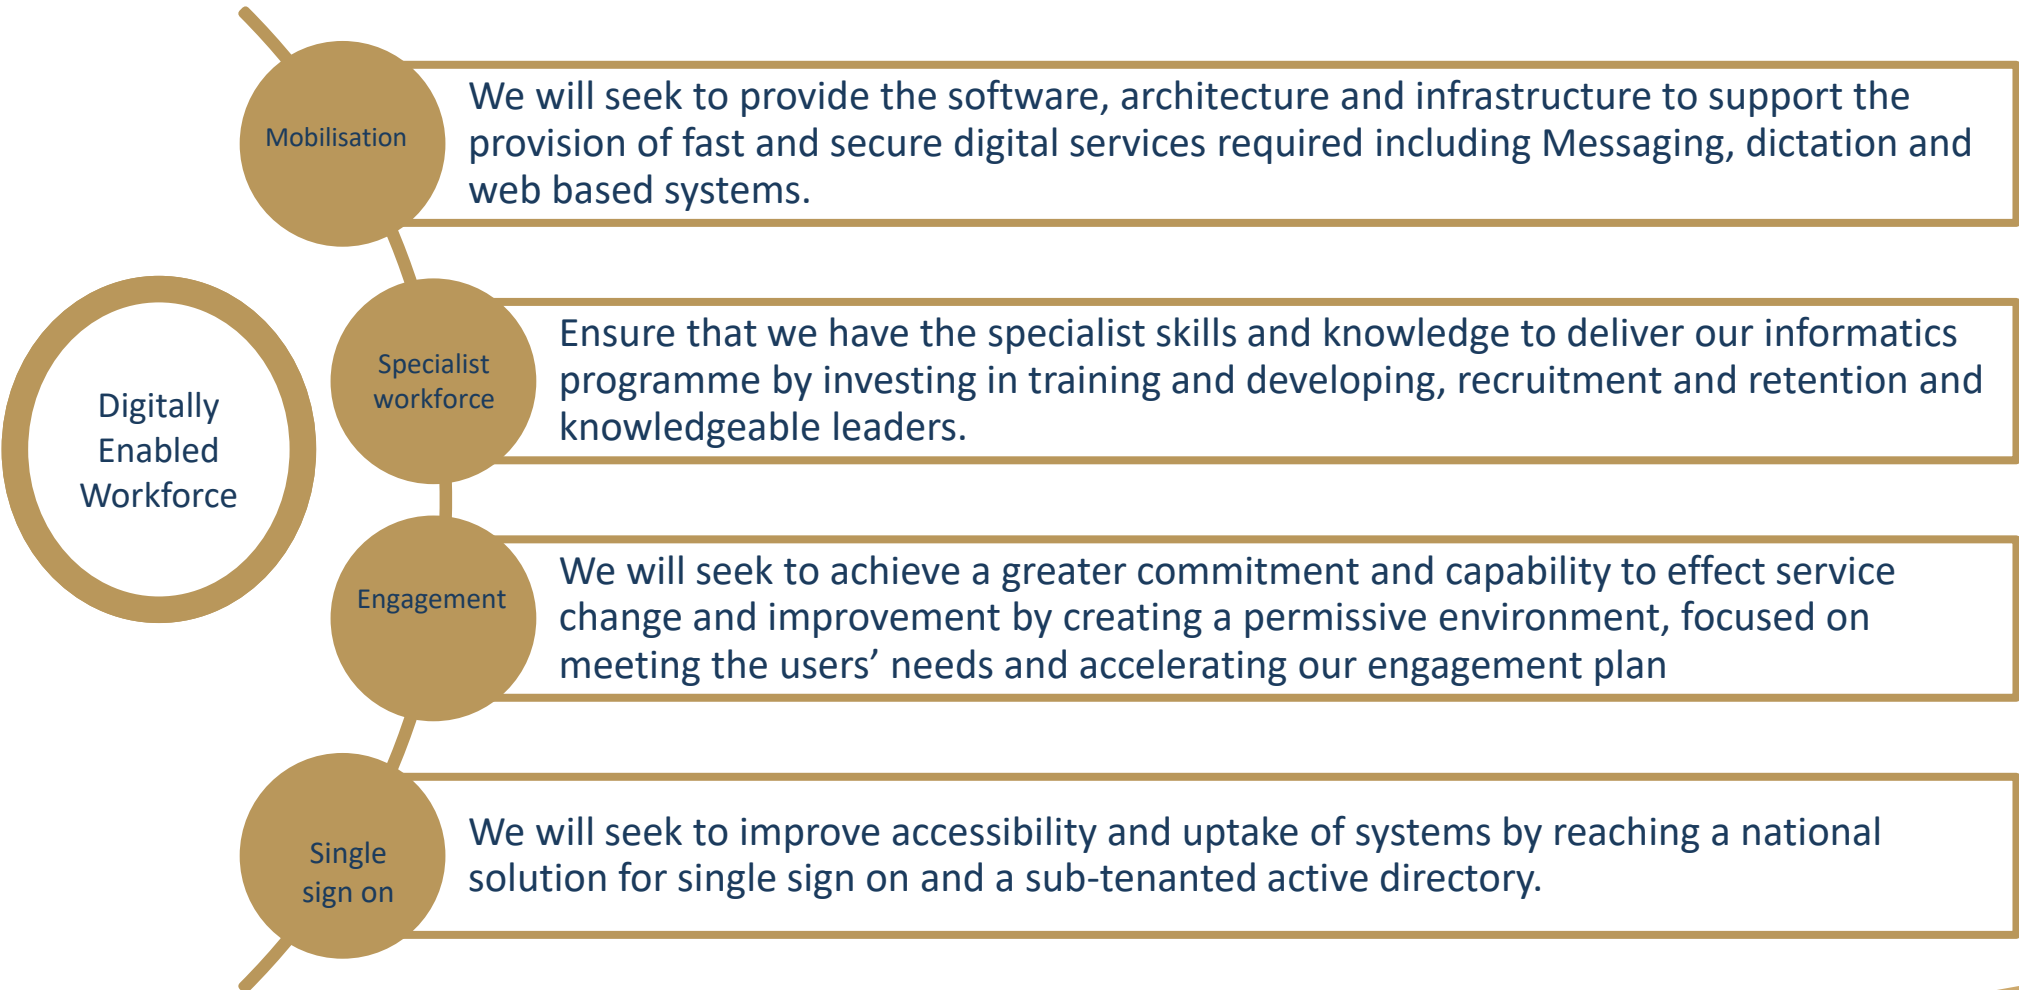 Mobilisation
We will seek to provide the software, architecture and infrastructure to support the
provision of fast and secure digital services required including Messaging, dictation and
web based systems.
Digitally
Enabled
Workforce
Specialist
workforce
Ensure that we have the specialist skills and knowledge to deliver our informatics
programme by investing in training and developing, recruitment and retention and
knowledgeable leaders.
Engagement
We will seek to achieve a greater commitment and capability to effect service
change and improvement by creating a permissive environment, focused on
meeting the users’ needs and accelerating our engagement plan
Single
sign on
We will seek to improve accessibility and uptake of systems by reaching a national
solution for single sign on and a sub-tenanted active directory.